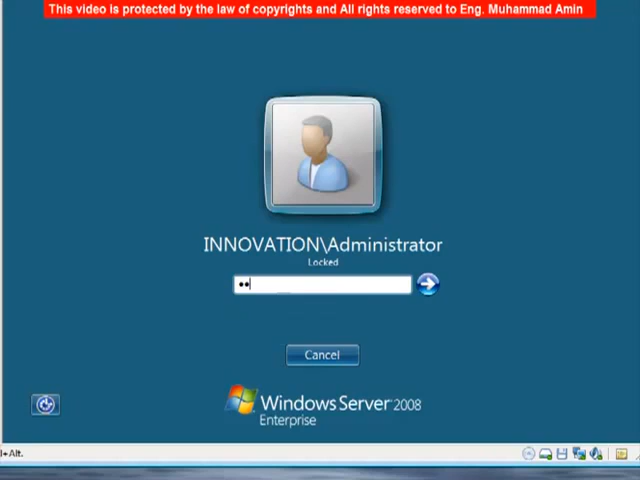 This video is protected by the law of copyrights and All rights reserved to Eng. Muhammad Amin
INNOVATION\Administrator
Locked
Cancel
Windows Server 2008
Enterprise
l+Alt.